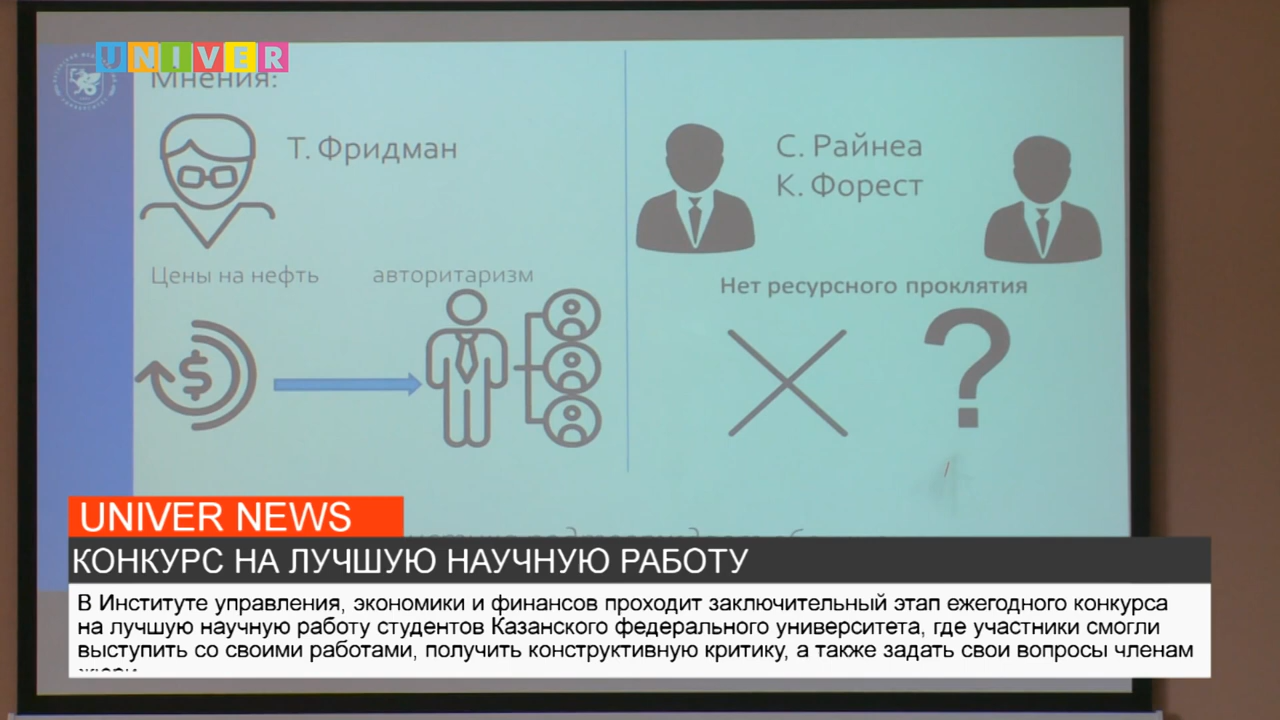 UNIVER
Мнения:
Т. Фридман
С. Райнеа
К. Форест
Цены на нефть
авторитаризм
Нет ресурсного проклятия
$
?
UNIVER NEWS
КОНКУРС НА ЛУЧШУЮ НАУЧНУЮ РАБОТУ
В Институте управления, экономики и финансов проходит заключительный этап ежегодного конкурса
на лучшую научную работу студентов Казанского федерального университета, где участники смогли
выступить со своими работами, получить конструктивную критику, а также задать свои вопросы членам